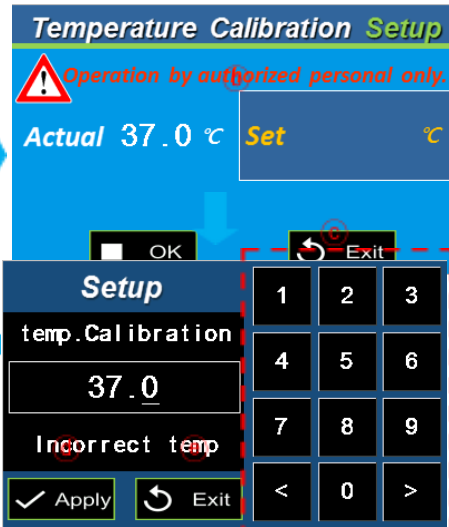 Temperature Calibration Setup
Operation by authorized personal only.
b
Actual 37.0 ℃ Set ℃
c
OK Exit
Setup
temp.Calibration
37.0
Incorrect temp
d
Apply Exit
1 2 3
4 5 6
7 8 9
< 0 >